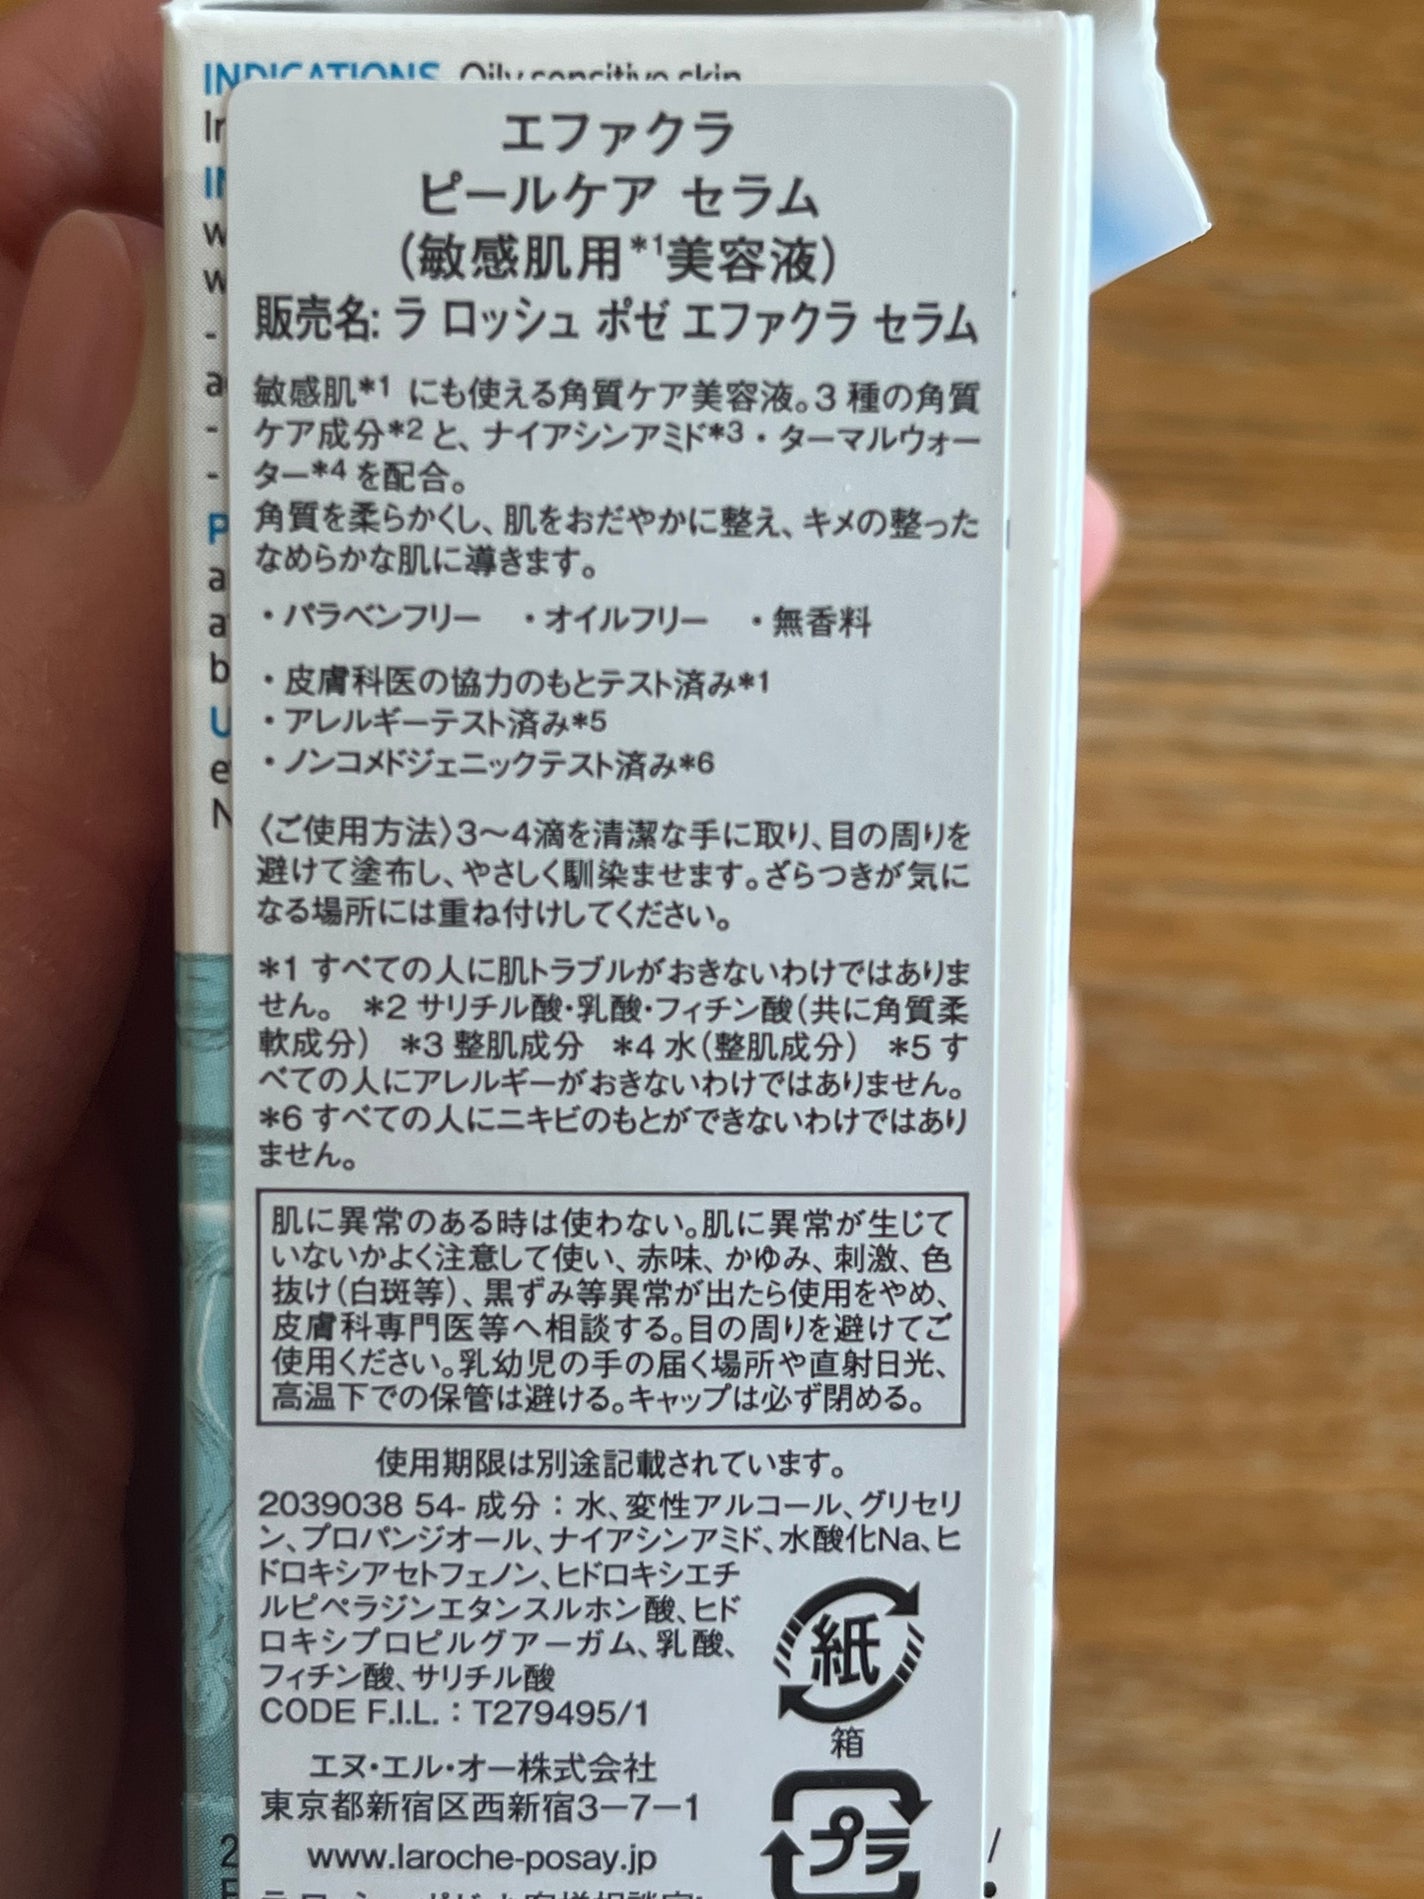 INDICATIONS Oily sensitive skin
エファクラ
ピールケア セラム
（敏感肌用*1美容液）
販売名: ラ ロッシュ ポゼ エファクラ セラム
敏感肌*1 にも使える角質ケア美容液。3 種の角質
ケア成分*2 と、ナイアシンアミド*3・ターマルウォー
ター*4 を配合。
角質を柔らかくし、肌をおだやかに整え、キメの整った
なめらかな肌に導きます。
・パラベンフリー ・オイルフリー ・無香料
・皮膚科医の協力のもとテスト済み*1
・アレルギーテスト済み*5
・ノンコメドジェニックテスト済み*6
〈ご使用方法〉3～4滴を清潔な手に取り、目の周りを
避けて塗布し、やさしく馴染ませます。ざらつきが気に
なる場所には重ね付けしてください。
*1 すべての人に肌トラブルがおきないわけではありま
せん。 *2 サリチル酸・乳酸・フィチン酸（共に角質柔
軟成分） *3 整肌成分 *4 水（整肌成分） *5 す
べての人にアレルギーがおきないわけではありません。
*6 すべての人にニキビのもとができないわけではあり
ません。
肌に異常のある時は使わない。肌に異常が生じて
いないかよく注意して使い、赤味、かゆみ、刺激、色
抜け（白斑等）、黒ずみ等異常が出たら使用をやめ、
皮膚科専門医等へ相談する。目の周りを避けてご
使用ください。乳幼児の手の届く場所や直射日光、
高温下での保管は避ける。キャップは必ず閉める。
使用期限は別途記載されています。
2039038 54- 成分：水、変性アルコール、グリセリ
ン、プロパンジオール、ナイアシンアミド、水酸化Na、ヒ
ドロキシアセトフェノン、ヒドロキシエチ
ルピペラジンエタンスルホン酸、ヒド
ロキシプロピルグアーガム、乳酸、
フィチン酸、サリチル酸
CODE F.I.L.：T279495/1
紙
箱
エヌ・エル・オー株式会社
東京都新宿区西新宿3－7－1
www.laroche-posay.jp
プラ